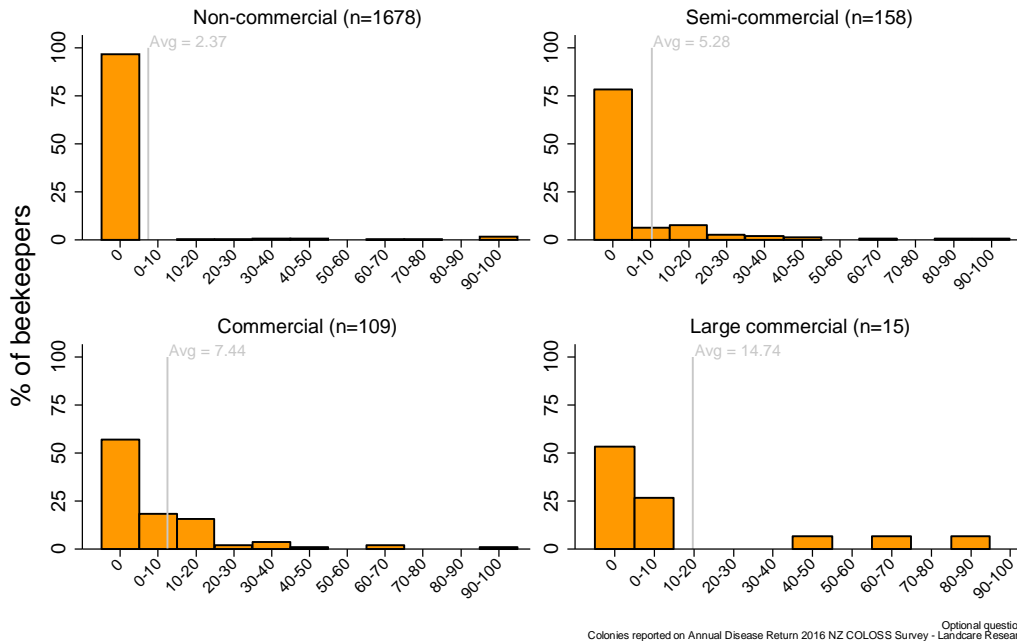 % of beekeepers
Non-commercial (n=1678)
Avg = 2.37
100
75
50
25
0
0 0-10 10-20 20-30 30-40 40-50 50-60 60-70 70-80 80-90 90-100
Semi-commercial (n=158)
Avg = 5.28
100
75
50
25
0
0 0-10 10-20 20-30 30-40 40-50 50-60 60-70 70-80 80-90 90-100
Commercial (n=109)
Avg = 7.44
100
75
50
25
0
0 0-10 10-20 20-30 30-40 40-50 50-60 60-70 70-80 80-90 90-100
Large commercial (n=15)
Avg = 14.74
100
75
50
25
0
0 0-10 10-20 20-30 30-40 40-50 50-60 60-70 70-80 80-90 90-100
Optional questio
Colonies reported on Annual Disease Return 2016 NZ COLOSS Survey - Landcare Resear